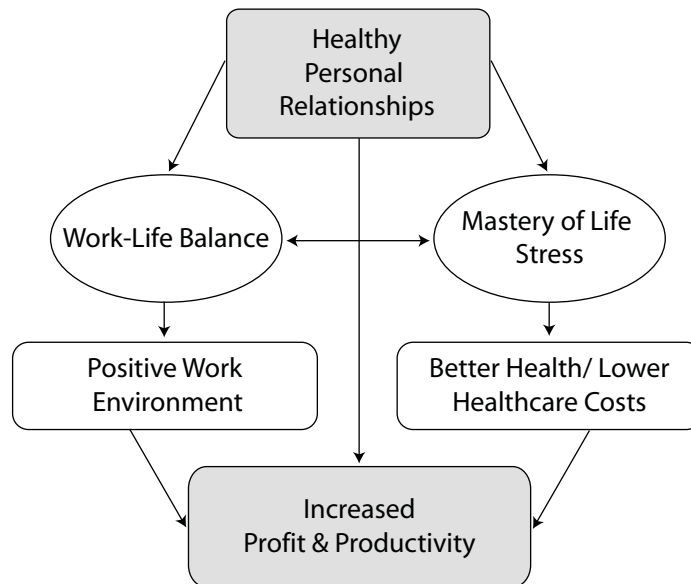 Healthy
Personal
Relationships
Work-Life Balance
Mastery of Life
Stress
Positive Work
Environment
Better Health/ Lower
Healthcare Costs
Increased
Profit & Productivity